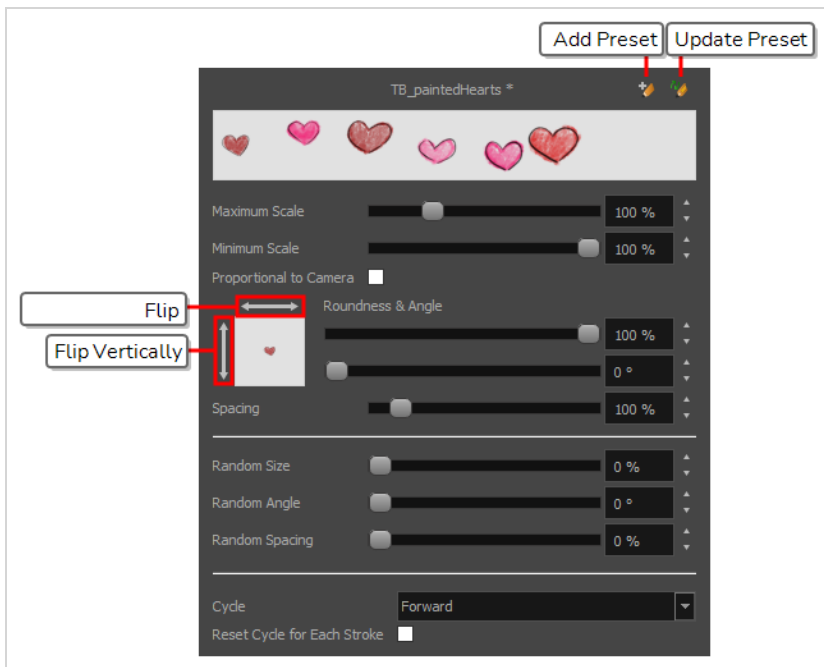 Add Preset Update Preset
TB_paintedHearts *
Maximum Scale 100 %
Minimum Scale 100 %
Proportional to Camera
Flip Roundness & Angle
100 %
Flip Vertically
0 °
Spacing 100 %
Random Size 0 %
Random Angle 0 °
Random Spacing 0 %
Cycle Forward
Reset Cycle for Each Stroke